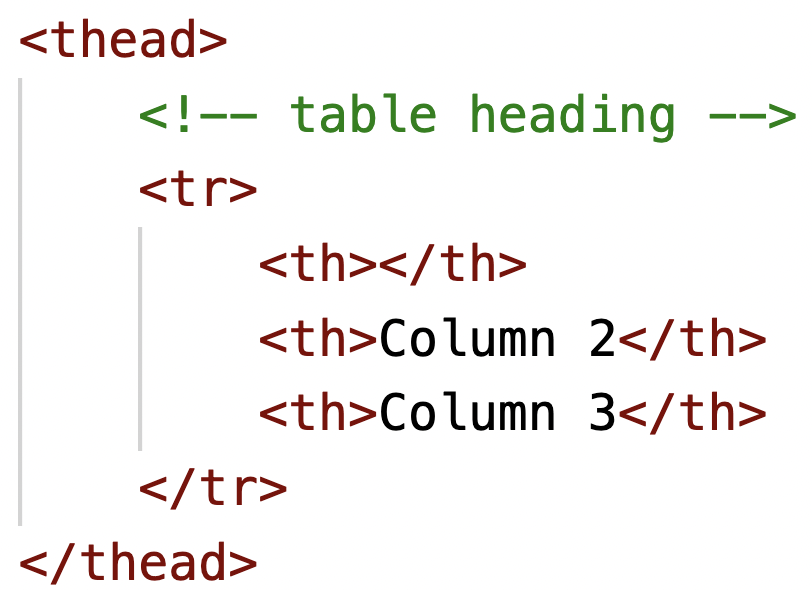 <thead>
<!-- table heading -->
<tr>
<th></th>
<th>Column 2</th>
<th>Column 3</th>
</tr>
</thead>